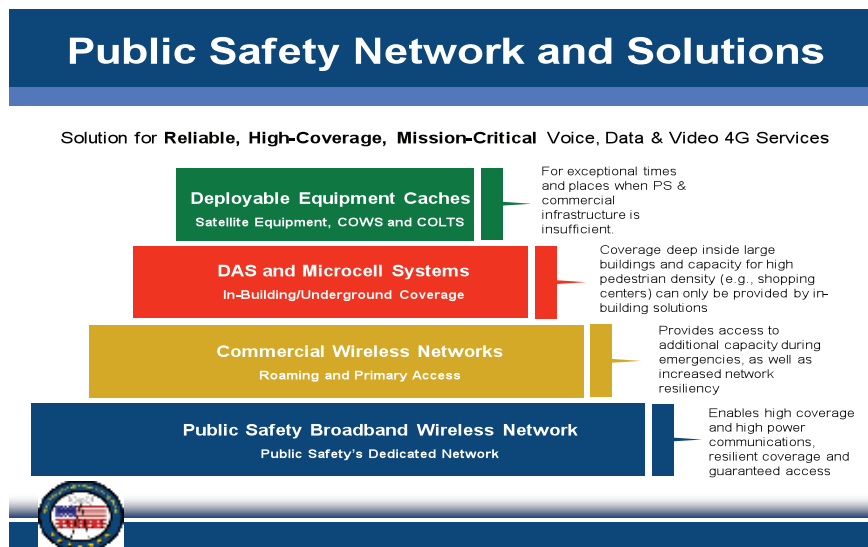 Public Safety Network and Solutions
Solution for Reliable, High-Coverage, Mission-Critical Voice, Data & Video 4G Services
Deployable Equipment Caches
Satellite Equipment, COWS and COLTS
For exceptional times
and places when PS &
commercial
infrastructure is
insufficient.
DAS and Microcell Systems
In-Building/Underground Coverage
Coverage deep inside large
buildings and capacity for high
pedestrian density (e.g., shopping
centers) can only be provided by in-
building solutions
Commercial Wireless Networks
Roaming and Primary Access
Provides access to
additional capacity during
emergencies, as well as
increased network
resiliency
Public Safety Broadband Wireless Network
Public Safety's Dedicated Network
Enables high coverage
and high power
communications,
resilient coverage and
guaranteed access